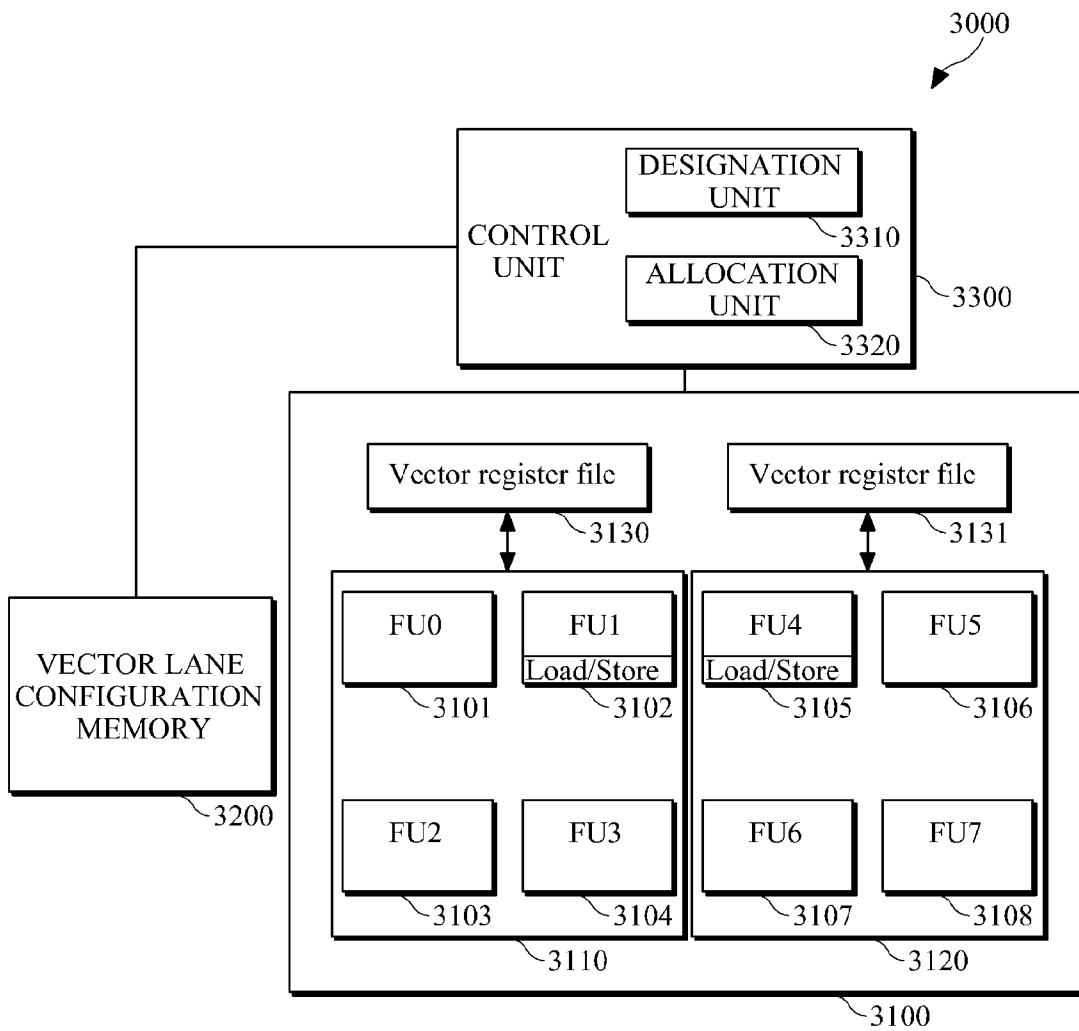 3000
DESIGNATION
UNIT
3310
CONTROL
UNIT
ALLOCATION
UNIT
3320
3300
Vector register file
3130
Vector register file
3131
FU0
3101
FU1
Load/Store
3102
FU4
Load/Store
3105
FU5
3106
VECTOR LANE
CONFIGURATION
MEMORY
3200
FU2
3103
FU3
3104
FU6
3107
FU7
3108
3110
3120
3100